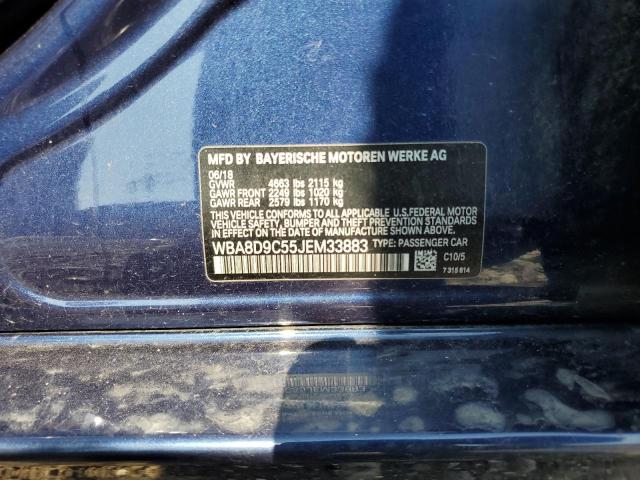 MFD BY BAYERISCHE MOTOREN WERKE AG
06/18
GVWR 4663 lbs 2115 kg
GAWR FRONT 2249 lbs 1020 kg
GAWR REAR 2579 lbs 1170 kg
THIS VEHICLE CONFORMS TO ALL APPLICABLE U.S.FEDERAL MOTOR
VEHICLE SAFETY, BUMPER AND THEFT PREVENTION STANDARDS
IN EFFECT ON THE DATE OF MANUFACTURE SHOWN ABOVE.
WBA8D9C55JEM33883 TYPE: PASSENGER CAR
C10/5
7 315 614